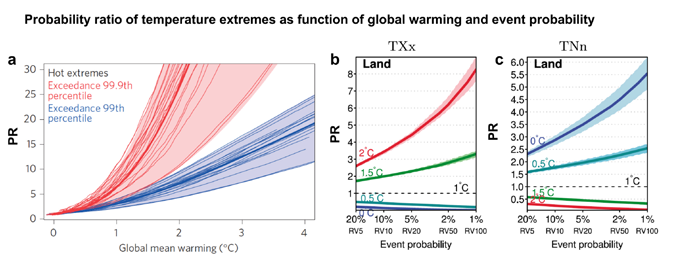 Probability ratio of temperature extremes as function of global warming and event probability
a
30
25
20
15
10
5
0
PR
Hot extremes
Exceedance 99.9th
percentile
Exceedance 99th
percentile
0 1 2 3 4
Global mean warming (°C)
b
TXx
Land
8
7
6
5
4
3
2
1
PR
2°C
1.5°C
1°C
0.5°C
0°C
20% 10% 5% 2% 1%
RV5 RV10 RV20 RV50 RV100
Event probability
c
TNn
Land
6.0
5.5
5.0
4.5
4.0
3.5
3.0
2.5
2.0
1.5
1.0
0.5
PR
0°C
0.5°C
1°C
1.5°C
2°C
20% 10% 5% 2% 1%
RV5 RV10 RV20 RV50 RV100
Event probability